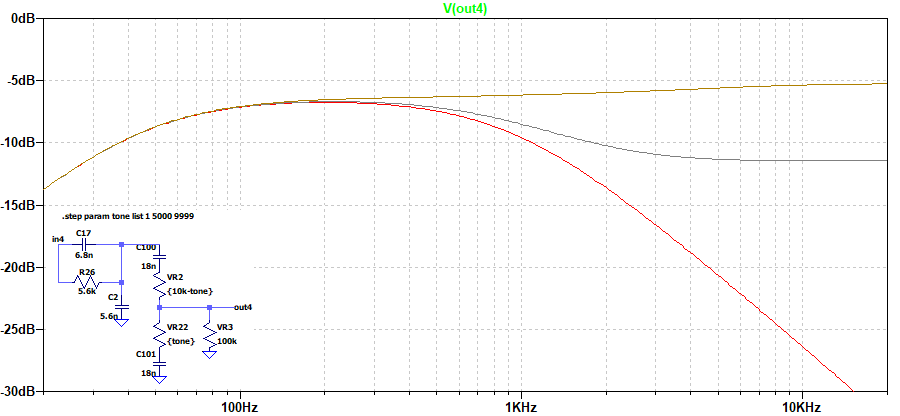 V(out4)
0dB
-5dB
-10dB
-15dB
-20dB
-25dB
-30dB
100Hz
1KHz
10KHz
.step param tone list 1 5000 9999
in4
C17
6.8n
R26
5.6k
C2
5.6n
C100
18n
VR2
{10k-tone}
out4
VR22
{tone}
VR3
100k
C101
18n